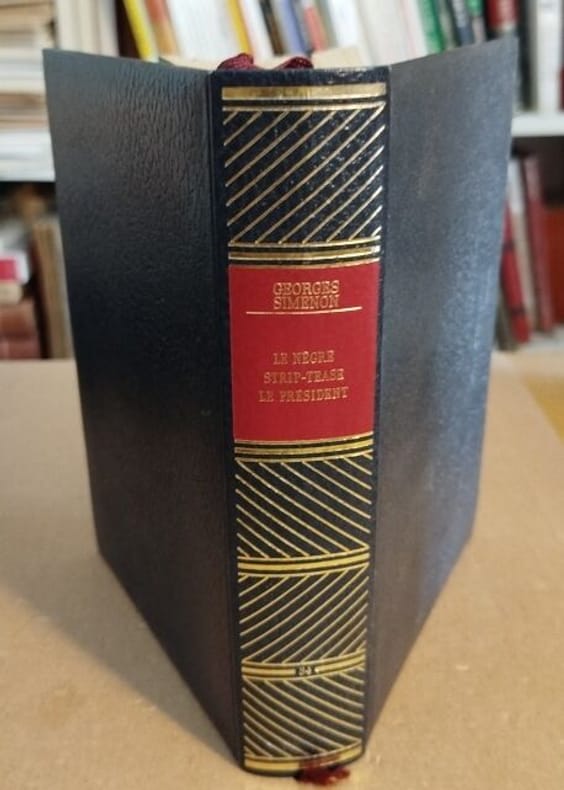 GEORGES
SIMENON
LE NÈGRE
STRIP-TEASE
LE PRÉSIDENT